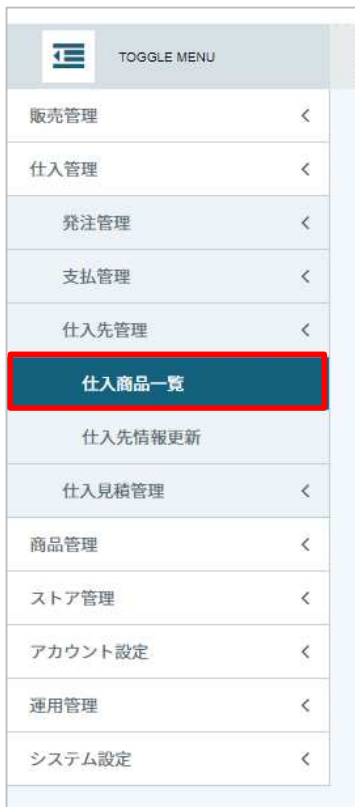 TOGGLE MENU
販売管理
仕入管理
発注管理
支払管理
仕入先管理
仕入商品一覧
仕入先情報更新
仕入見積管理
商品管理
ストア管理
アカウント設定
運用管理
システム設定